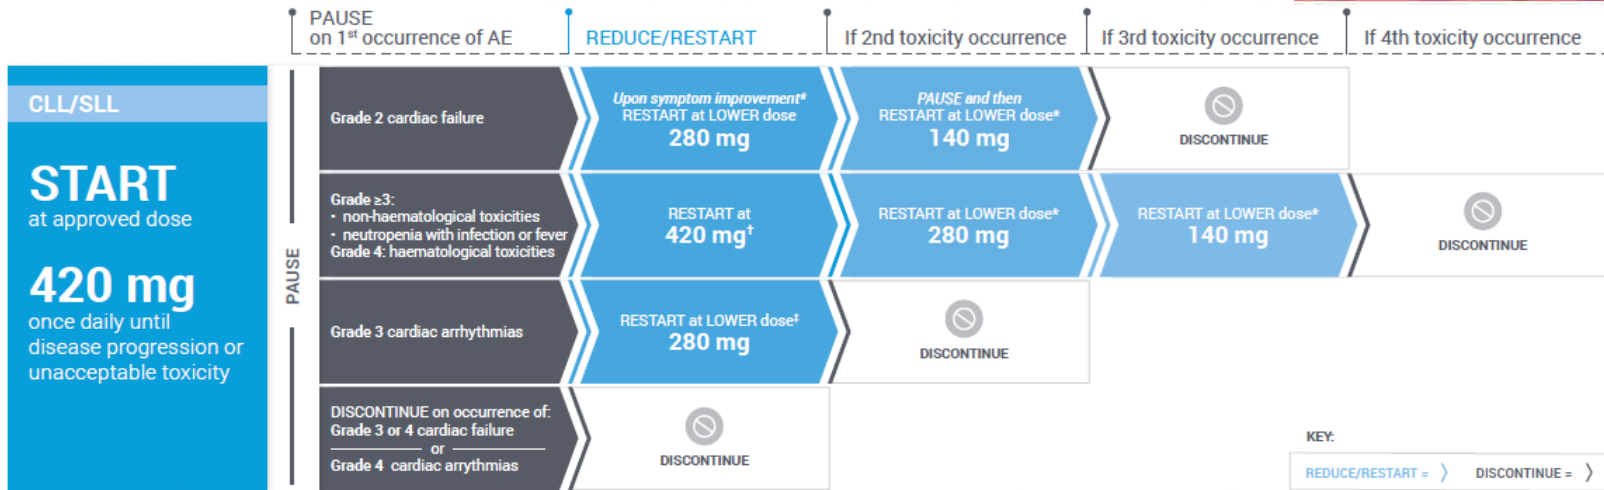 PAUSE
on 1st occurrence of AE
REDUCE/RESTART
If 2nd toxicity occurrence
If 3rd toxicity occurrence
If 4th toxicity occurrence
CLL/SLL
START
at approved dose
420 mg
once daily until
disease progression or
unacceptable toxicity
PAUSE
Grade 2 cardiac failure
Upon symptom improvement*
RESTART at LOWER dose
280 mg
PAUSE and then
RESTART at LOWER dose*
140 mg
DISCONTINUE
Grade ≥3:
• non-haematological toxicities
• neutropenia with infection or fever
Grade 4: haematological toxicities
RESTART at
420 mg†
RESTART at LOWER dose*
280 mg
RESTART at LOWER dose*
140 mg
DISCONTINUE
Grade 3 cardiac arrhythmias
RESTART at LOWER dose‡
280 mg
DISCONTINUE
DISCONTINUE on occurrence of:
Grade 3 or 4 cardiac failure
or
Grade 4 cardiac arrythmias
DISCONTINUE
KEY:
REDUCE/RESTART = 〉 DISCONTINUE = 〉